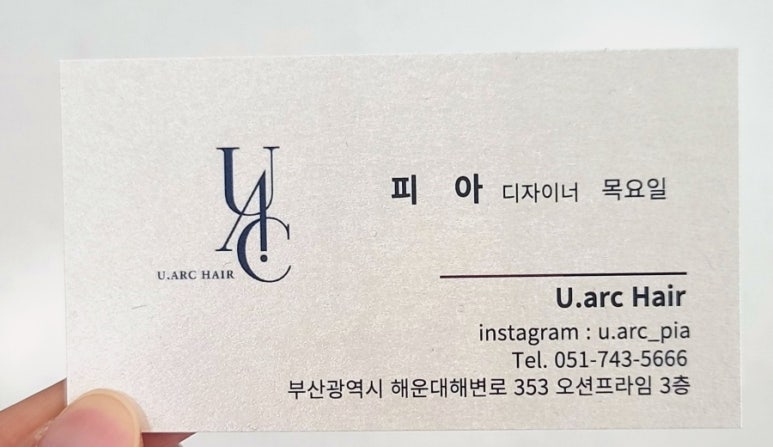 UAC
U.ARC HAIR
피 아 디자이너 목요일
U.arc Hair
instagram : u.arc_pia
Tel. 051-743-5666
부산광역시 해운대해변로 353 오션프라임 3층